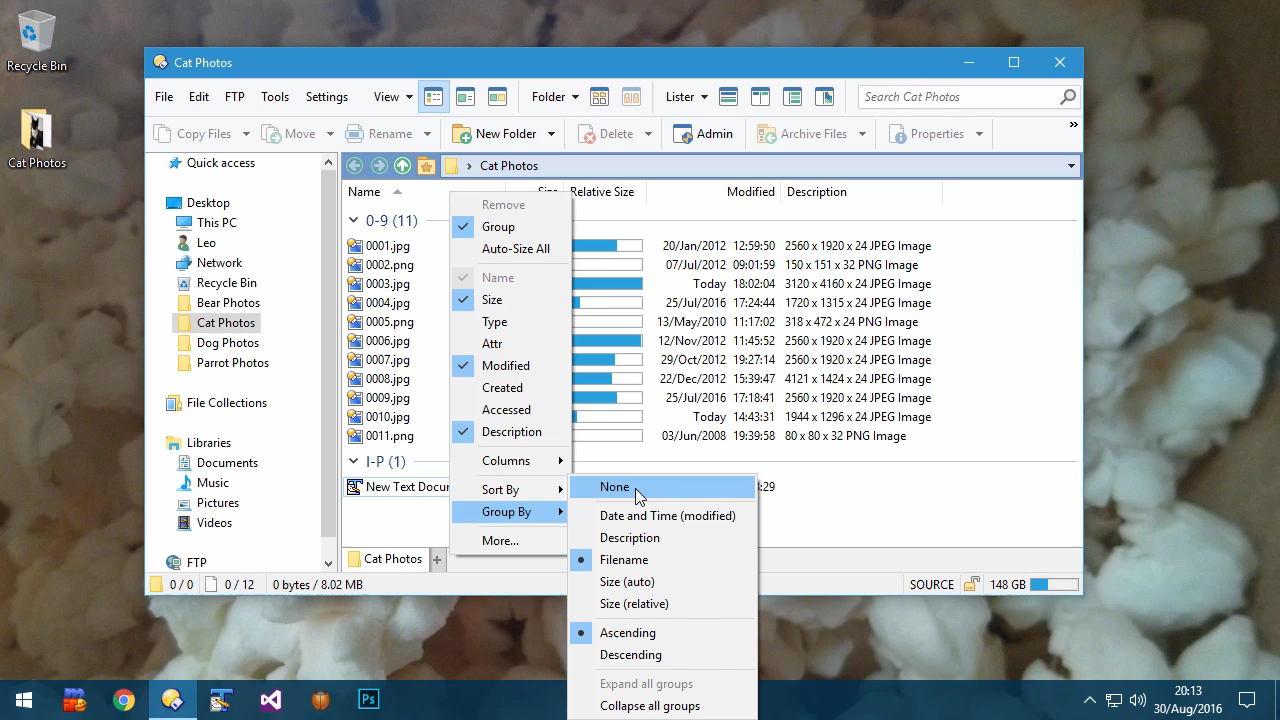 Recycle Bin
Cat Photos
Cat Photos
File Edit FTP Tools Settings View Folder Lister Search Cat Photos
Copy Files Move Rename New Folder Delete Admin Archive Files Properties »
Quick access
Desktop
This PC
Leo
Network
Recycle Bin
Bear Photos
Cat Photos
Dog Photos
Parrot Photos
File Collections
Libraries
Documents
Music
Pictures
Videos
FTP
Cat Photos
Name Size Relative Size Modified Description
0-9 (11)
0001.jpg 20/Jan/2012 12:59:50 2560 x 1920 x 24 JPEG Image
0002.png 07/Jul/2012 09:01:59 150 x 151 x 32 PNG Image
0003.jpg Today 18:02:04 3120 x 4160 x 24 JPEG Image
0004.jpg 25/Jul/2016 17:24:44 1720 x 1315 x 24 JPEG Image
0005.png 13/May/2010 11:17:02 318 x 472 x 24 PNG Image
0006.jpg 12/Nov/2012 11:45:52 2560 x 1920 x 24 JPEG Image
0007.jpg 29/Oct/2012 19:27:14 2560 x 1920 x 24 JPEG Image
0008.jpg 22/Dec/2012 15:39:47 4121 x 1424 x 24 JPEG Image
0009.jpg 25/Jul/2016 17:18:41 2560 x 1920 x 24 JPEG Image
0010.jpg Today 14:43:31 1944 x 1296 x 24 JPEG Image
0011.png 03/Jun/2008 19:39:58 80 x 80 x 32 PNG Image
I-P (1)
New Text Docu :29
Cat Photos +
0 / 0 0 / 12 0 bytes / 8.02 MB SOURCE 148 GB
Remove
Group
Auto-Size All
Name
Size
Type
Attr
Modified
Created
Accessed
Description
Columns
Sort By
Group By
More...
None
Date and Time (modified)
Description
Filename
Size (auto)
Size (relative)
Ascending
Descending
Expand all groups
Collapse all groups
Ps
20:13
30/Aug/2016